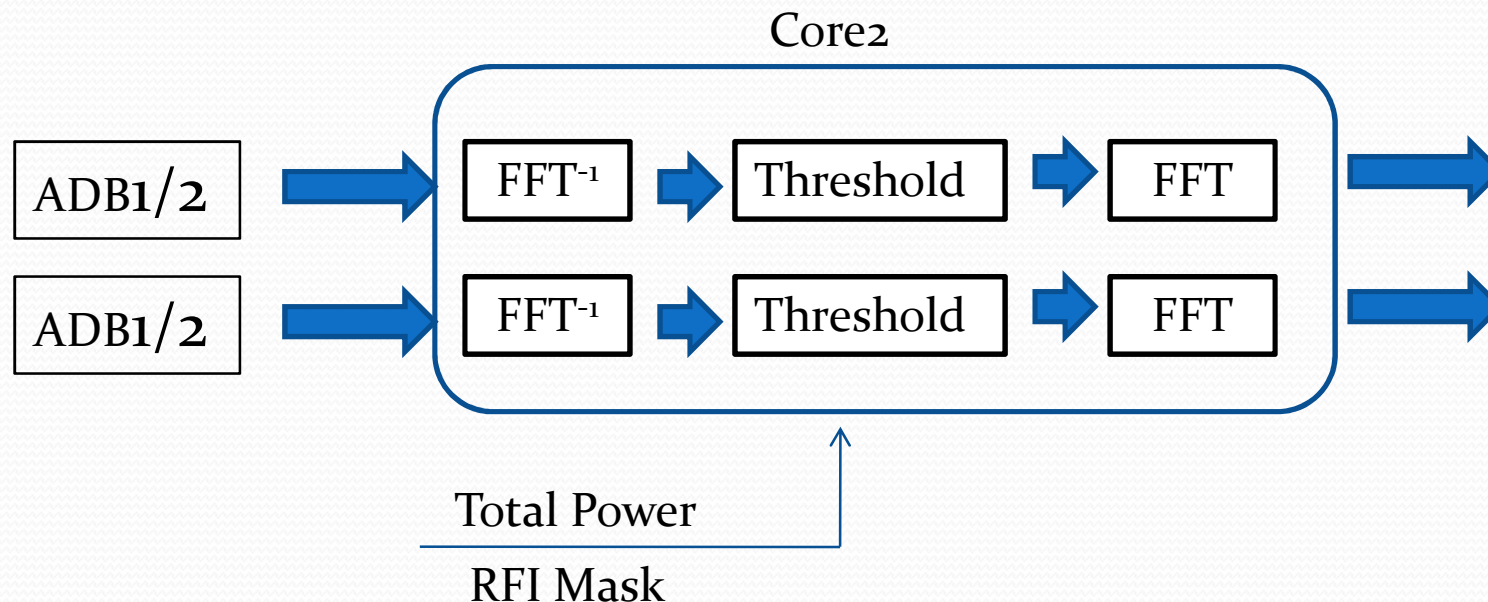 Core2
ADB1/2 FFT⁻¹ Threshold FFT
ADB1/2 FFT⁻¹ Threshold FFT
Total Power
RFI Mask